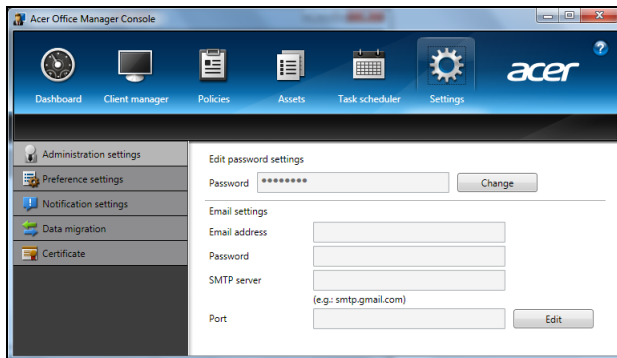 Acer Office Manager Console
?
acer
Dashboard Client manager Policies Assets Task scheduler Settings
Administration settings
Preference settings
Notification settings
Data migration
Certificate
Edit password settings
Password ******** Change
Email settings
Email address
Password
SMTP server
(e.g.: smtp.gmail.com)
Port Edit